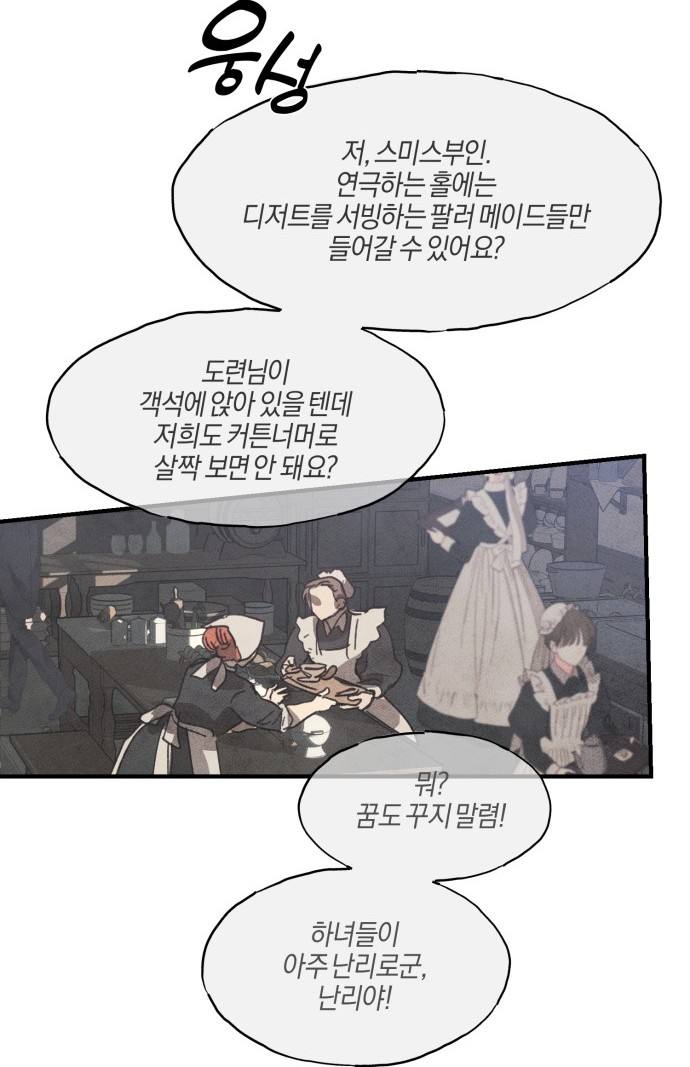 웅성
저, 스미스부인.
연극하는 홀에는
디저트를 서빙하는 팔러 메이드들만
들어갈 수 있어요?
도련님이
객석에 앉아 있을 텐데
저희도 커튼너머로
살짝 보면 안 돼요?
뭐?
꿈도 꾸지 말렴!
하녀들이
아주 난리로군,
난리야!